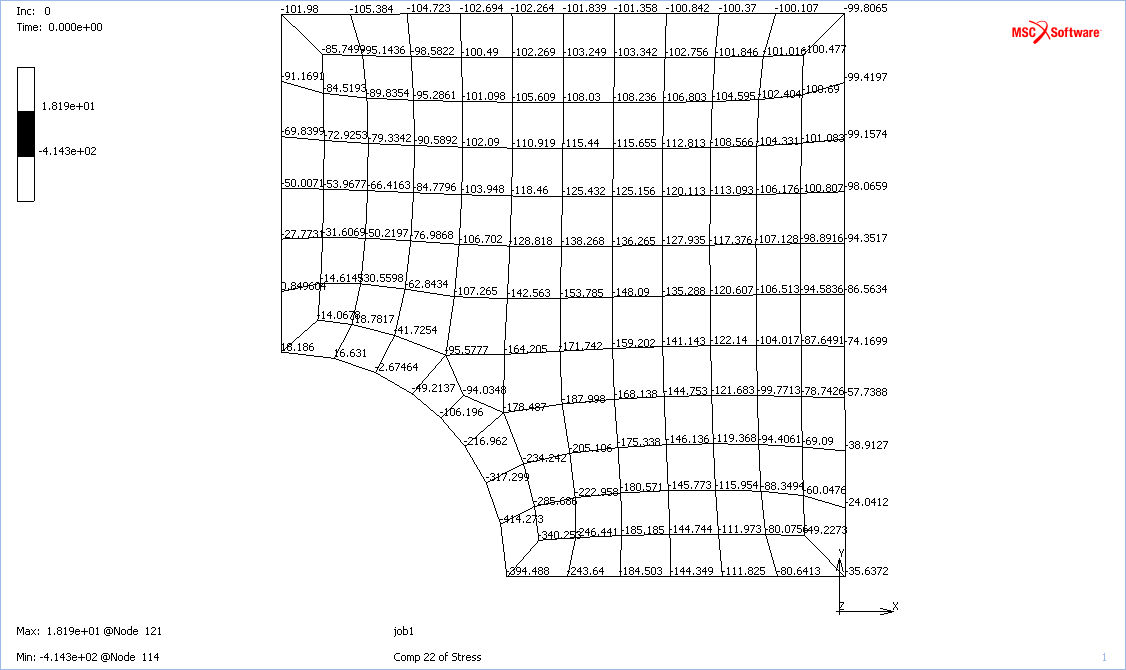 Inc: 0
Time: 0.000e+00
MSC Software
1.819e+01
-4.143e+02
-101.98 -105.384 -104.723 -102.694 -102.264 -101.839 -101.358 -100.842 -100.37 -100.107 -99.8065
-85.7499 -95.1436 -98.5822 -100.49 -102.269 -103.249 -103.342 -102.756 -101.846 -101.016 -100.477
-91.1691 -99.4197
-84.5193 -89.8354 -95.2861 -101.098 -105.609 -108.03 -108.236 -106.803 -104.595 -102.404 -100.69
-69.8399 -72.9253 -79.3342 -90.5892 -102.09 -110.919 -115.44 -115.655 -112.813 -108.566 -104.331 -101.083 -99.1574
-50.0071 -53.9677 -66.4163 -84.7796 -103.948 -118.46 -125.432 -125.156 -120.113 -113.093 -106.176 -100.807 -98.0659
-27.7731 -31.6069 -50.2197 -76.9868 -106.702 -128.818 -138.268 -136.265 -127.935 -117.376 -107.128 -98.8916 -94.3517
0.849604 -14.6145 -30.5598 -62.8434 -107.265 -142.563 -153.785 -148.09 -135.288 -120.607 -106.513 -94.5836 -86.5634
-14.0678 -18.7817 -41.7254
18.186 16.631 -95.5777 -164.205 -171.742 -159.202 -141.143 -122.14 -104.017 -87.6491 -74.1699
-2.67464
-49.2137 -94.0348 -187.998 -168.138 -144.753 -121.683 -99.7713 -78.7426 -57.7388
-106.196 -178.487
-216.962 -205.106 -175.338 -146.136 -119.368 -94.4061 -69.09 -38.9127
-234.242
-317.299 -222.958 -180.571 -145.773 -115.954 -88.3494 -60.0476
-285.686 -24.0412
-414.273
-340.253 -246.441 -185.185 -144.744 -111.973 -80.0756 -49.2273
-394.488 -243.64 -184.503 -144.349 -111.825 -80.6413 -35.6372
Y
Z X
Max: 1.819e+01 @Node 121
job1
Min: -4.143e+02 @Node 114
Comp 22 of Stress
1